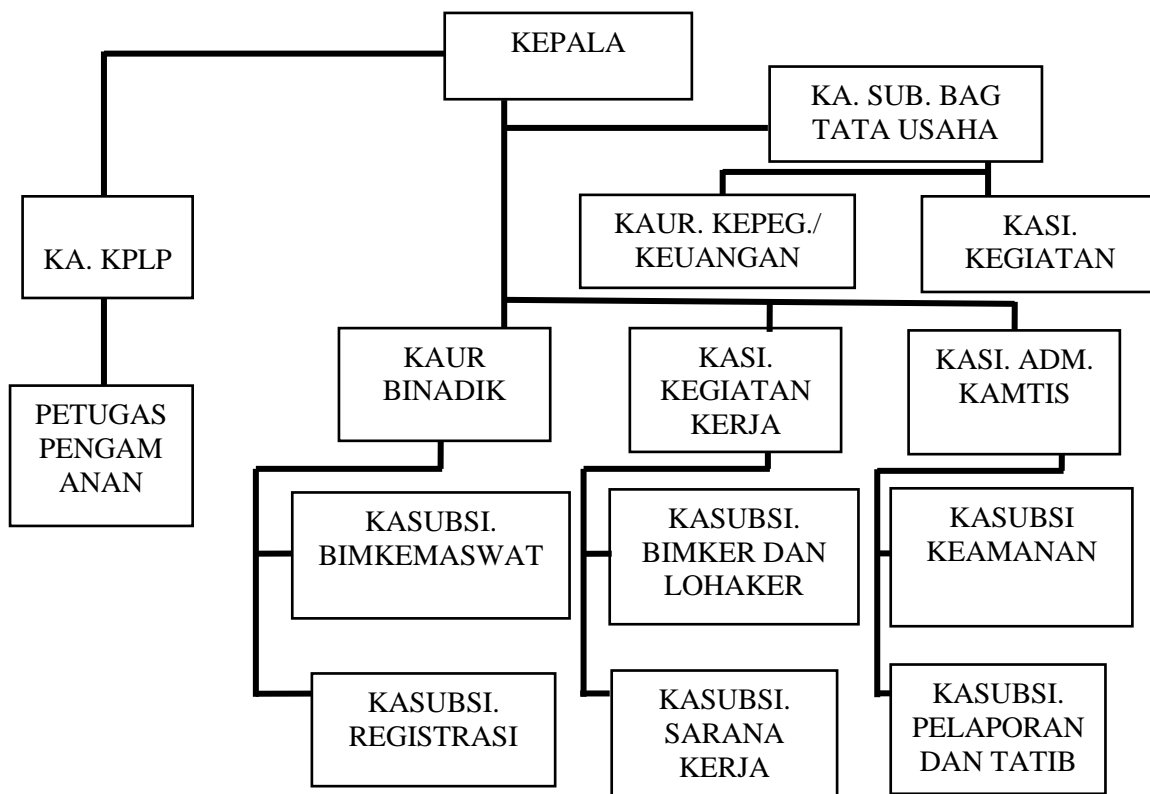 KEPALA
KA. SUB. BAG
TATA USAHA
KA. KPLP
KAUR. KEPEG./
KEUANGAN
KASI.
KEGIATAN
PETUGAS
PENGAM
ANAN
KAUR
BINADIK
KASI.
KEGIATAN
KERJA
KASI. ADM.
KAMTIS
KASUBSI.
BIMKEMASWAT
KASUBSI.
BIMKER DAN
LOHAKER
KASUBSI
KEAMANAN
KASUBSI.
REGISTRASI
KASUBSI.
SARANA
KERJA
KASUBSI.
PELAPORAN
DAN TATIB